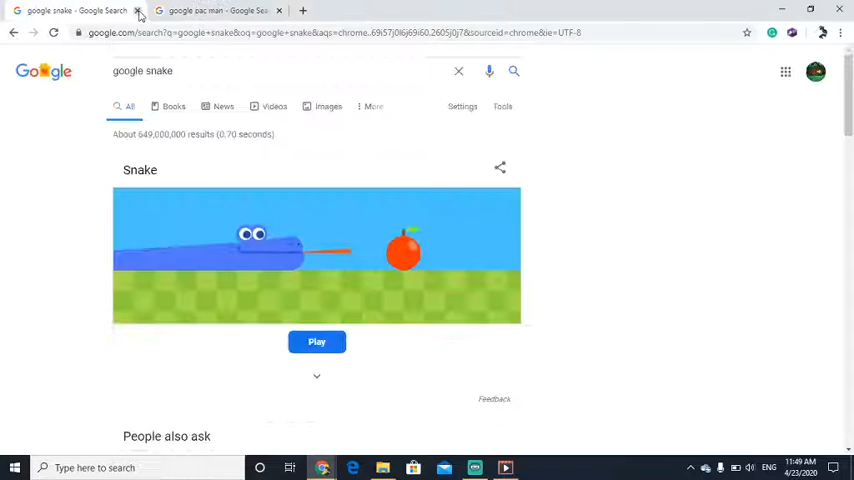 google snake - Google Search
google pac man - Google Sea
google.com/search?q=google+snake&oq=google+snake&aqs=chrome..69i57j0l6j69i60.2605j0j7&sourceid=chrome&ie=UTF-8
Google
google snake
All
Books
News
Videos
Images
More
Settings
Tools
About 649,000,000 results (0.70 seconds)
Snake
Play
Feedback
People also ask
Type here to search
ENG
11:49 AM
4/23/2020